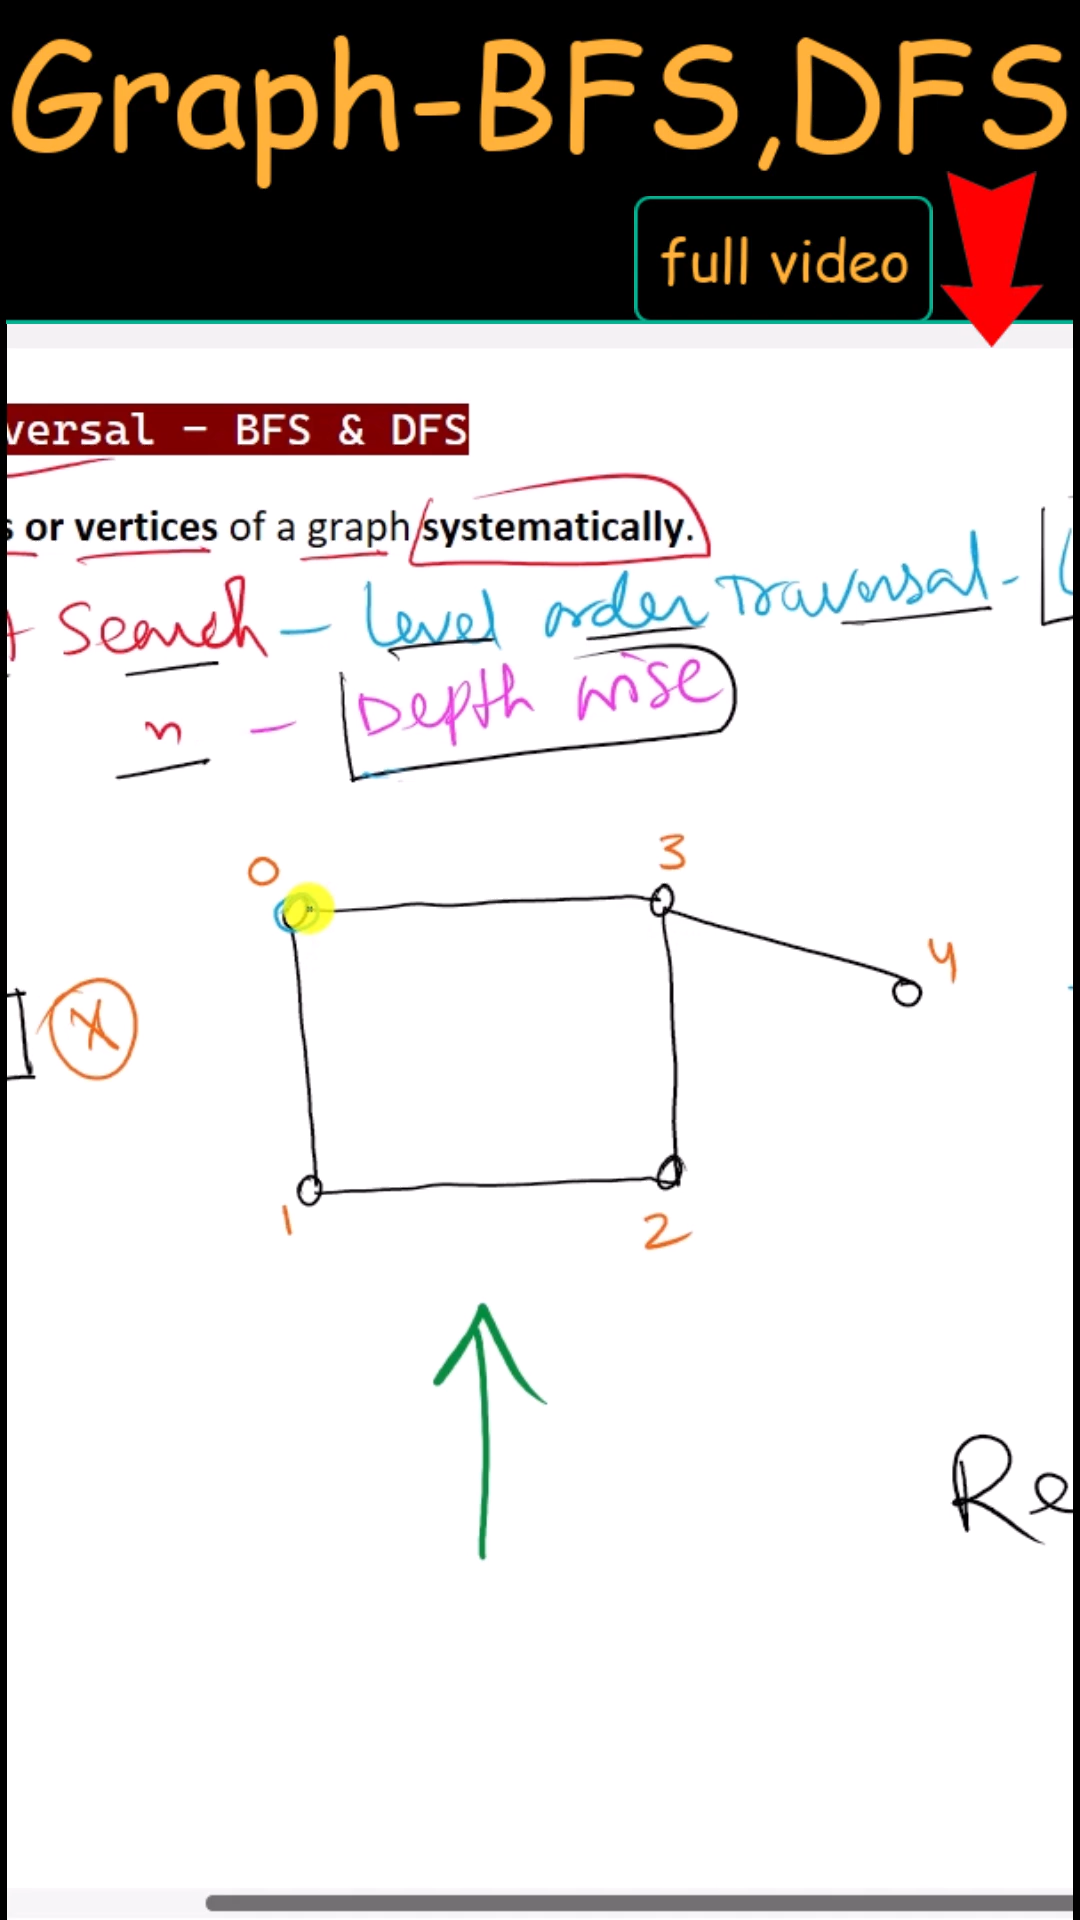 Graph-BFS,DFS
full video
versal - BFS & DFS
s or vertices of a graph systematically.
t Search - Level order Traversal -
n - Depth wise
0
3
4
X
1
2
Re